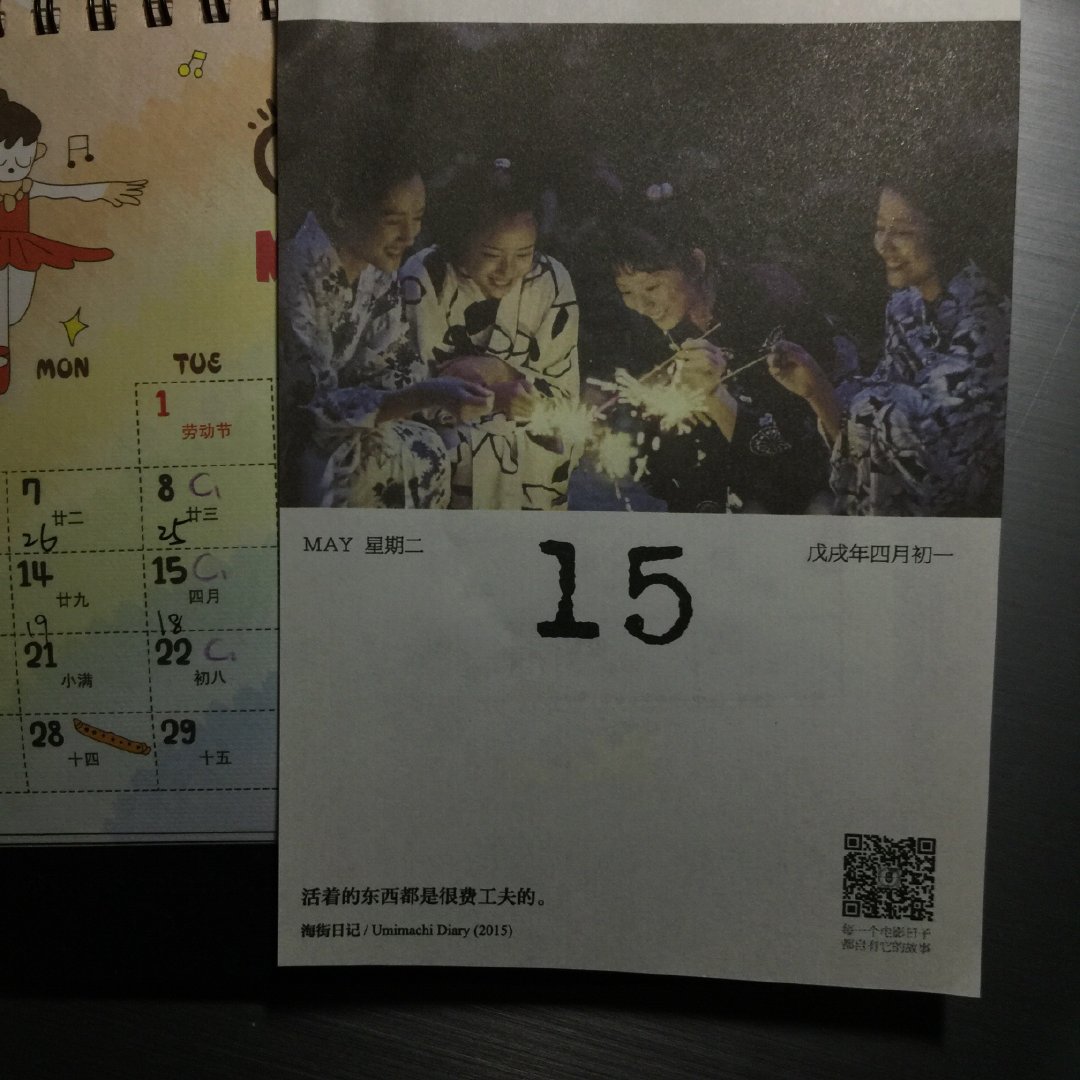 MON
TUE
1
劳动节
7
廿二
8
C1
廿三
26
25
14
廿九
15
C1
四月
19
18
21
小满
22
C1
初八
28
十四
29
十五
MAY 星期二
15
戊戌年四月初一
活着的东西都是很费工夫的。
海街日记 / Umimachi Diary (2015)
每一个电影日子
都自有它的故事